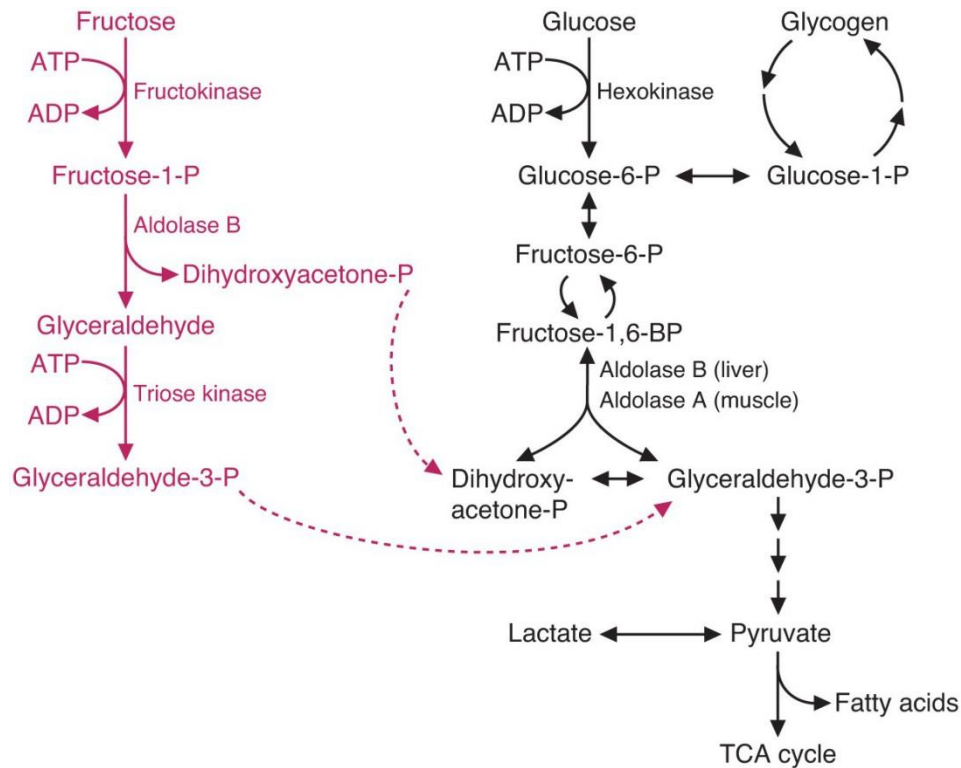 Fructose
ATP
Fructokinase
ADP
Fructose-1-P
Aldolase B
Dihydroxyacetone-P
Glyceraldehyde
ATP
Triose kinase
ADP
Glyceraldehyde-3-P
Glucose
ATP
Hexokinase
ADP
Glucose-6-P
Glycogen
Glucose-1-P
Fructose-6-P
Fructose-1,6-BP
Aldolase B (liver)
Aldolase A (muscle)
Dihydroxy-
acetone-P
Glyceraldehyde-3-P
Lactate
Pyruvate
Fatty acids
TCA cycle